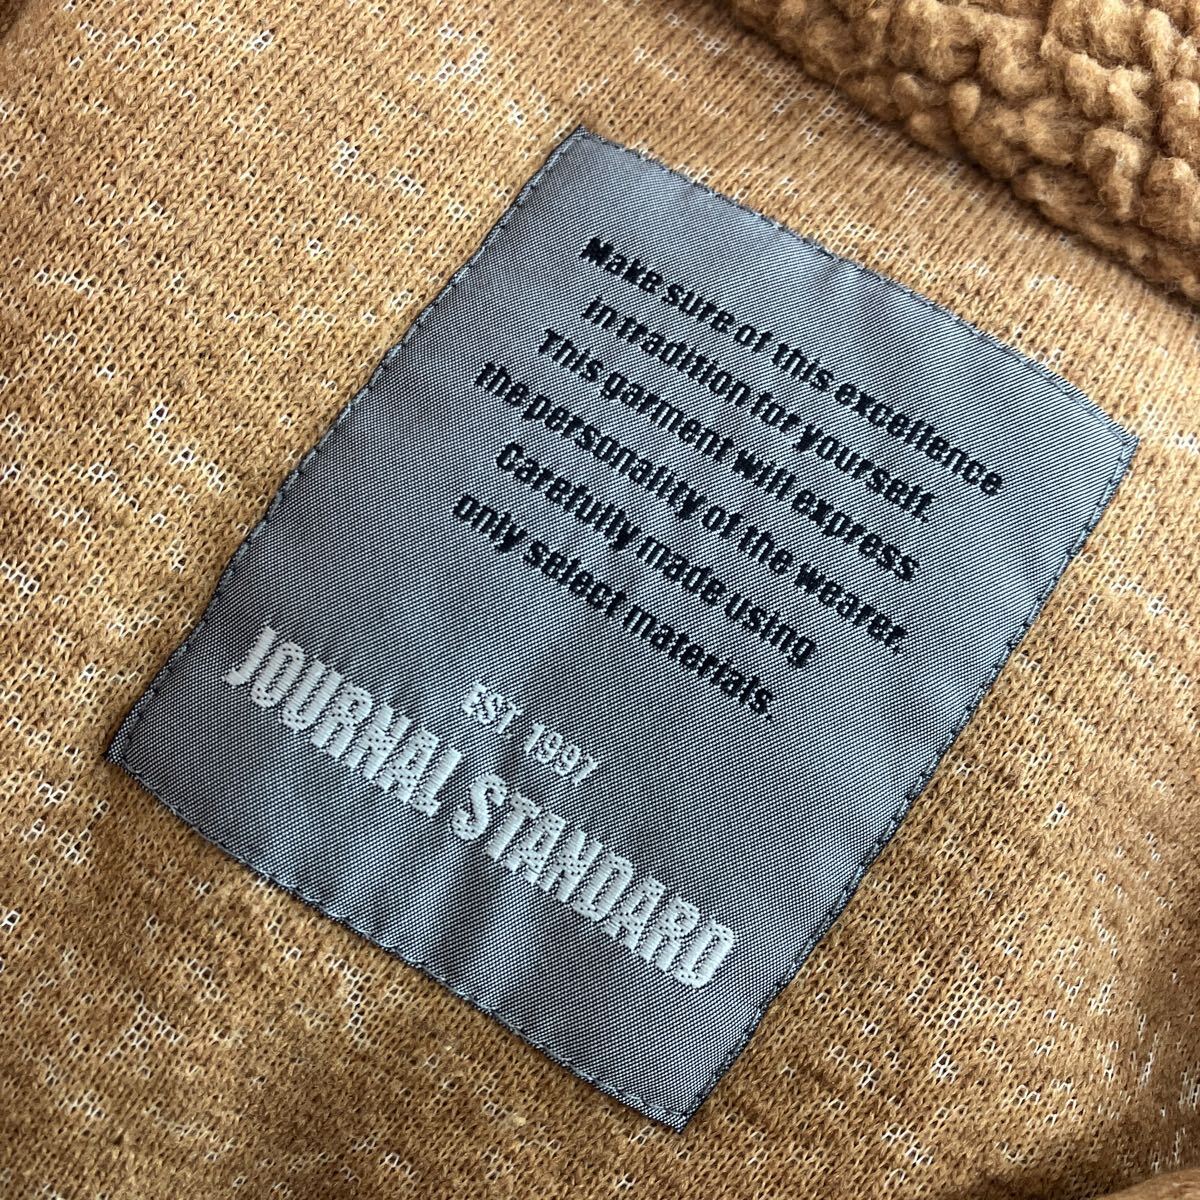 Make sure of this excellence
in tradition for yourself.
This garment will express
the personality of the wearer,
carefully made using
only select materials.
EST. 1997
JOURNAL STANDARD